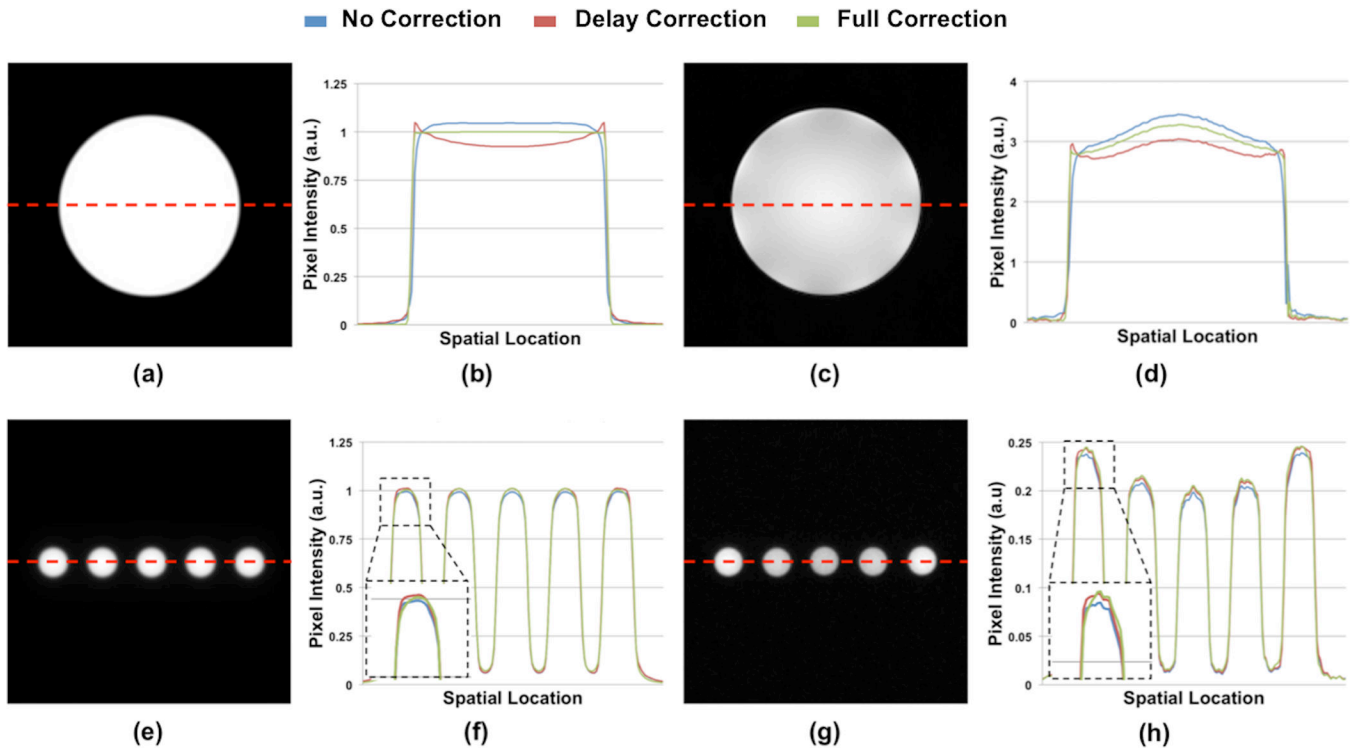 No Correction Delay Correction Full Correction
1.25
1
0.75
0.5
0.25
0
Pixel Intensity (a.u.)
Spatial Location
4
3
2
1
0
Pixel Intensity (a.u.)
Spatial Location
(a) (b) (c) (d)
1.25
1
0.75
0.5
0.25
0
Pixel Intensity (a.u.)
Spatial Location
0.25
0.2
0.15
0.1
0.05
0
Pixel Intensity (a.u)
Spatial Location
(e) (f) (g) (h)